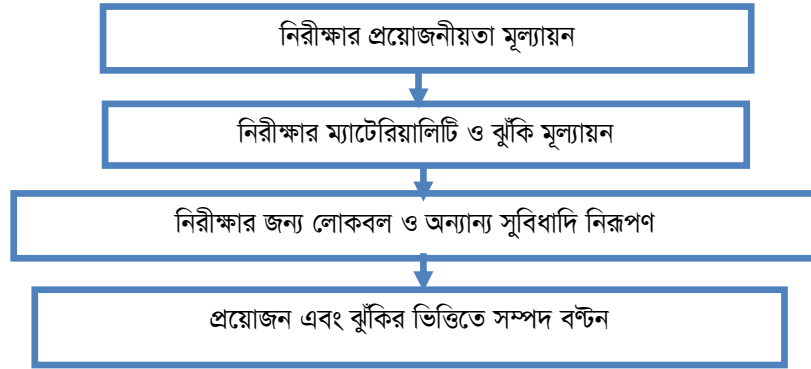 নিরীক্ষার প্রয়োজনীয়তা মূল্যায়ন
নিরীক্ষার ম্যাটেরিয়ালিটি ও ঝুঁকি মূল্যায়ন
নিরীক্ষার জন্য লোকবল ও অন্যান্য সুবিধাদি নিরূপণ
প্রয়োজন এবং ঝুঁকির ভিত্তিতে সম্পদ বণ্টন